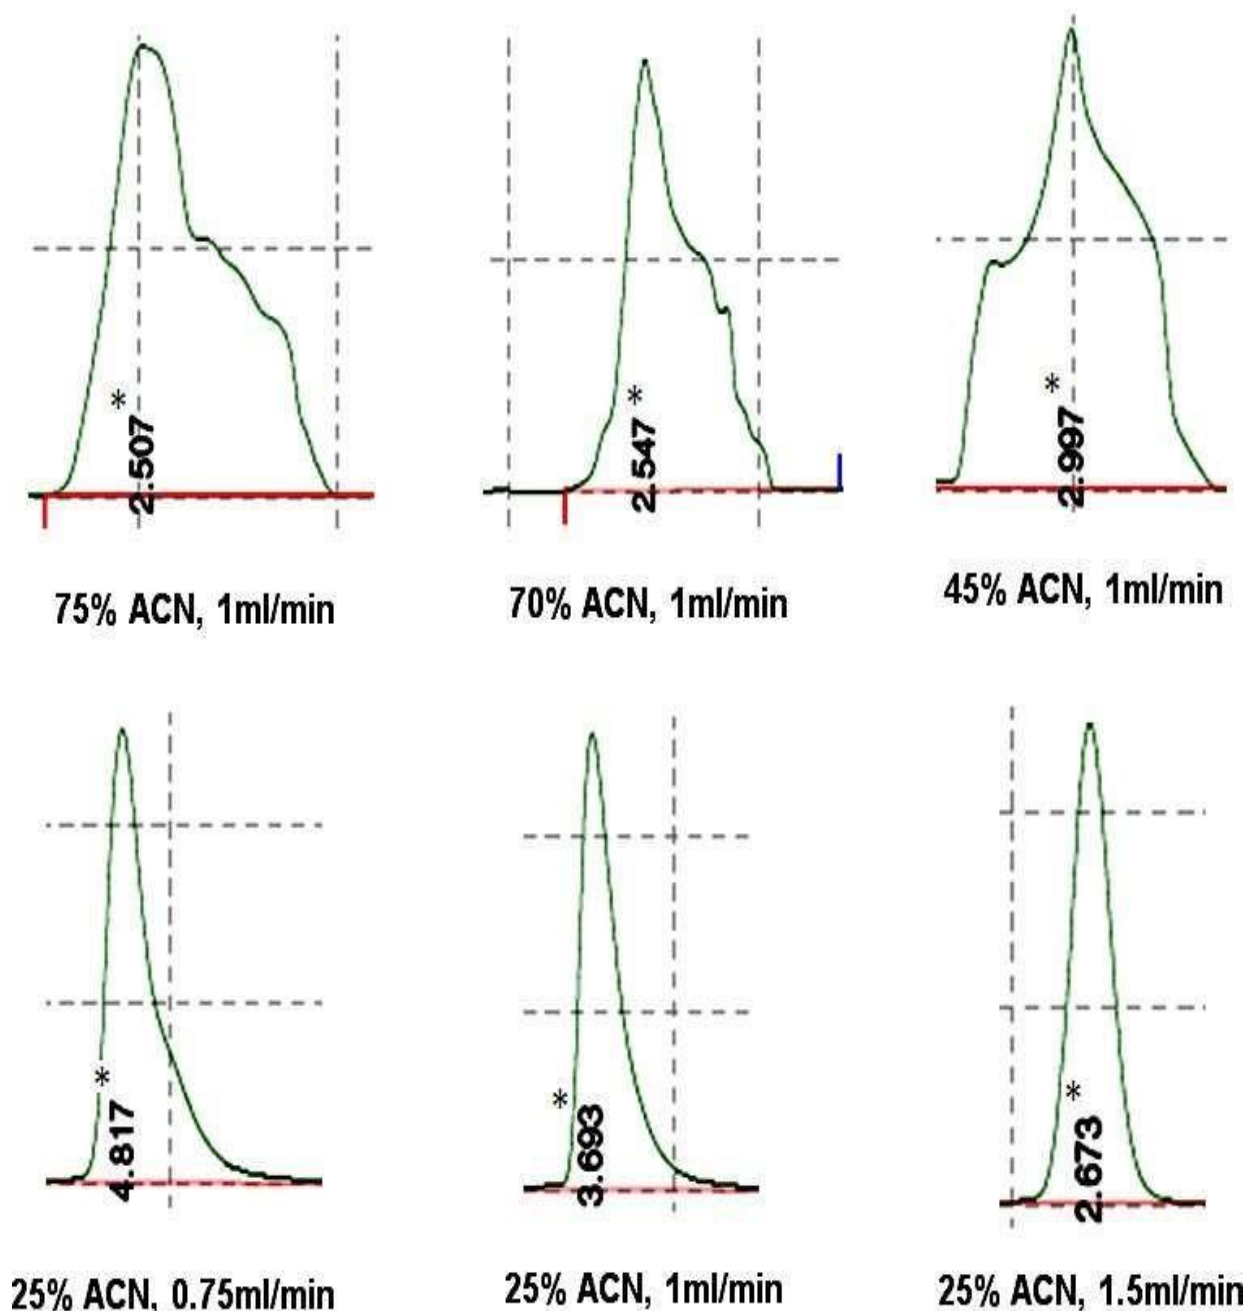 *
2.507
*
2.547
*
2.997
75% ACN, 1ml/min
70% ACN, 1ml/min
45% ACN, 1ml/min
*
4.817
*
3.693
*
2.673
25% ACN, 0.75ml/min
25% ACN, 1ml/min
25% ACN, 1.5ml/min